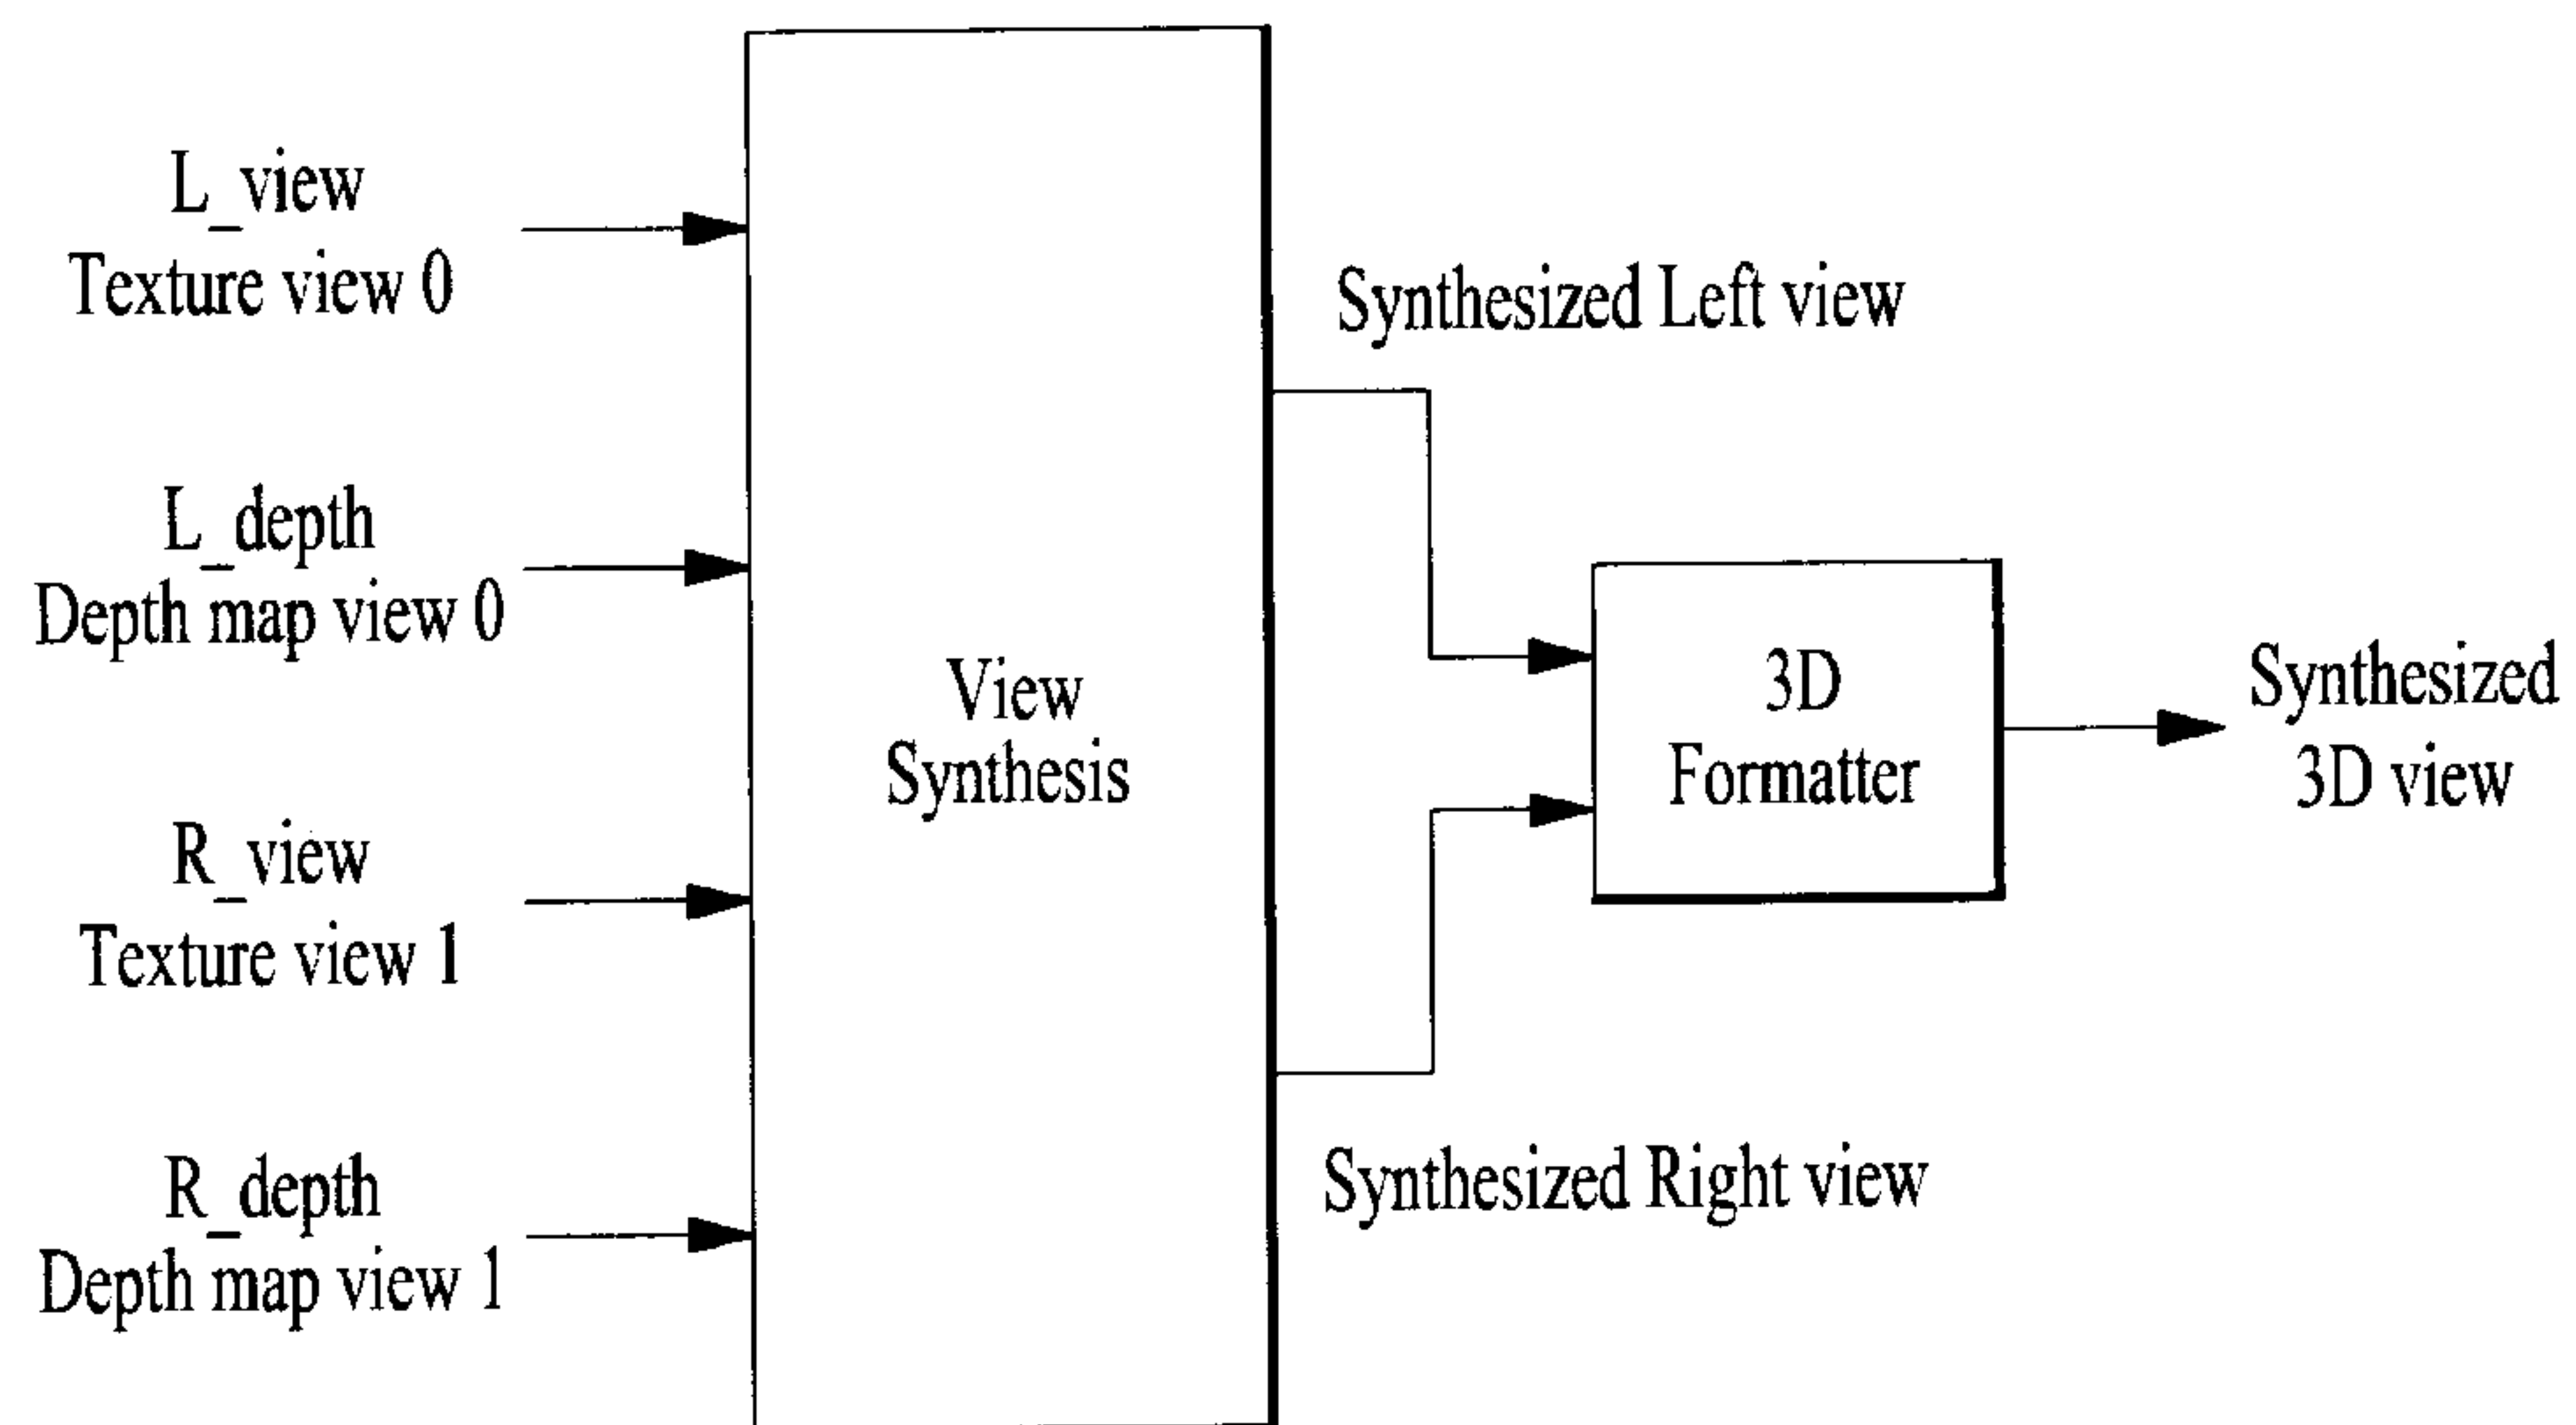 L_view
Texture view 0
L_depth
Depth map view 0
R_view
Texture view 1
R_depth
Depth map view 1
View
Synthesis
Synthesized Left view
Synthesized Right view
3D
Formatter
Synthesized
3D view